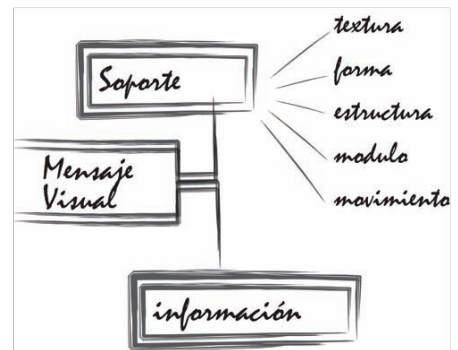 Soporte
textura
forma
estructura
modulo
movimiento
Mensaje
Visual
información